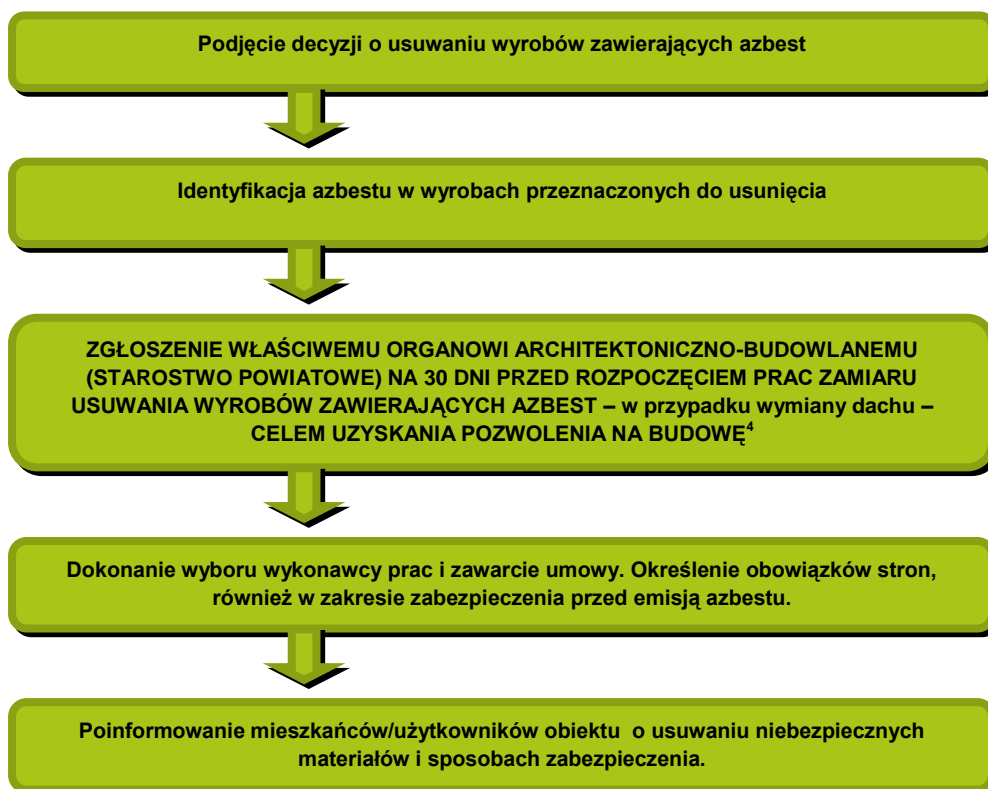 Podjęcie decyzji o usuwaniu wyrobów zawierających azbest
Identyfikacja azbestu w wyrobach przeznaczonych do usunięcia
ZGŁOSZENIE WŁAŚCIWEMU ORGANOWI ARCHITEKTONICZNO-BUDOWLANEMU
(STAROSTWO POWIATOWE) NA 30 DNI PRZED ROZPOCZĘCIEM PRAC ZAMIARU
USUWANIA WYROBÓW ZAWIERAJĄCYCH AZBEST – w przypadku wymiany dachu –
CELEM UZYSKANIA POZWOLENIA NA BUDOWĘ⁴
Dokonanie wyboru wykonawcy prac i zawarcie umowy. Określenie obowiązków stron,
również w zakresie zabezpieczenia przed emisją azbestu.
Poinformowanie mieszkańców/użytkowników obiektu o usuwaniu niebezpiecznych
materiałów i sposobach zabezpieczenia.